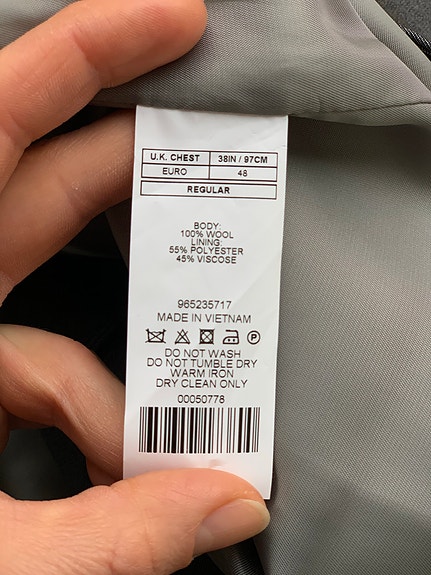 U.K. CHEST 38IN / 97CM
EURO 48
REGULAR
BODY:
100% WOOL
LINING:
55% POLYESTER
45% VISCOSE
965235717
MADE IN VIETNAM
P
DO NOT WASH
DO NOT TUMBLE DRY
WARM IRON
DRY CLEAN ONLY
00050778